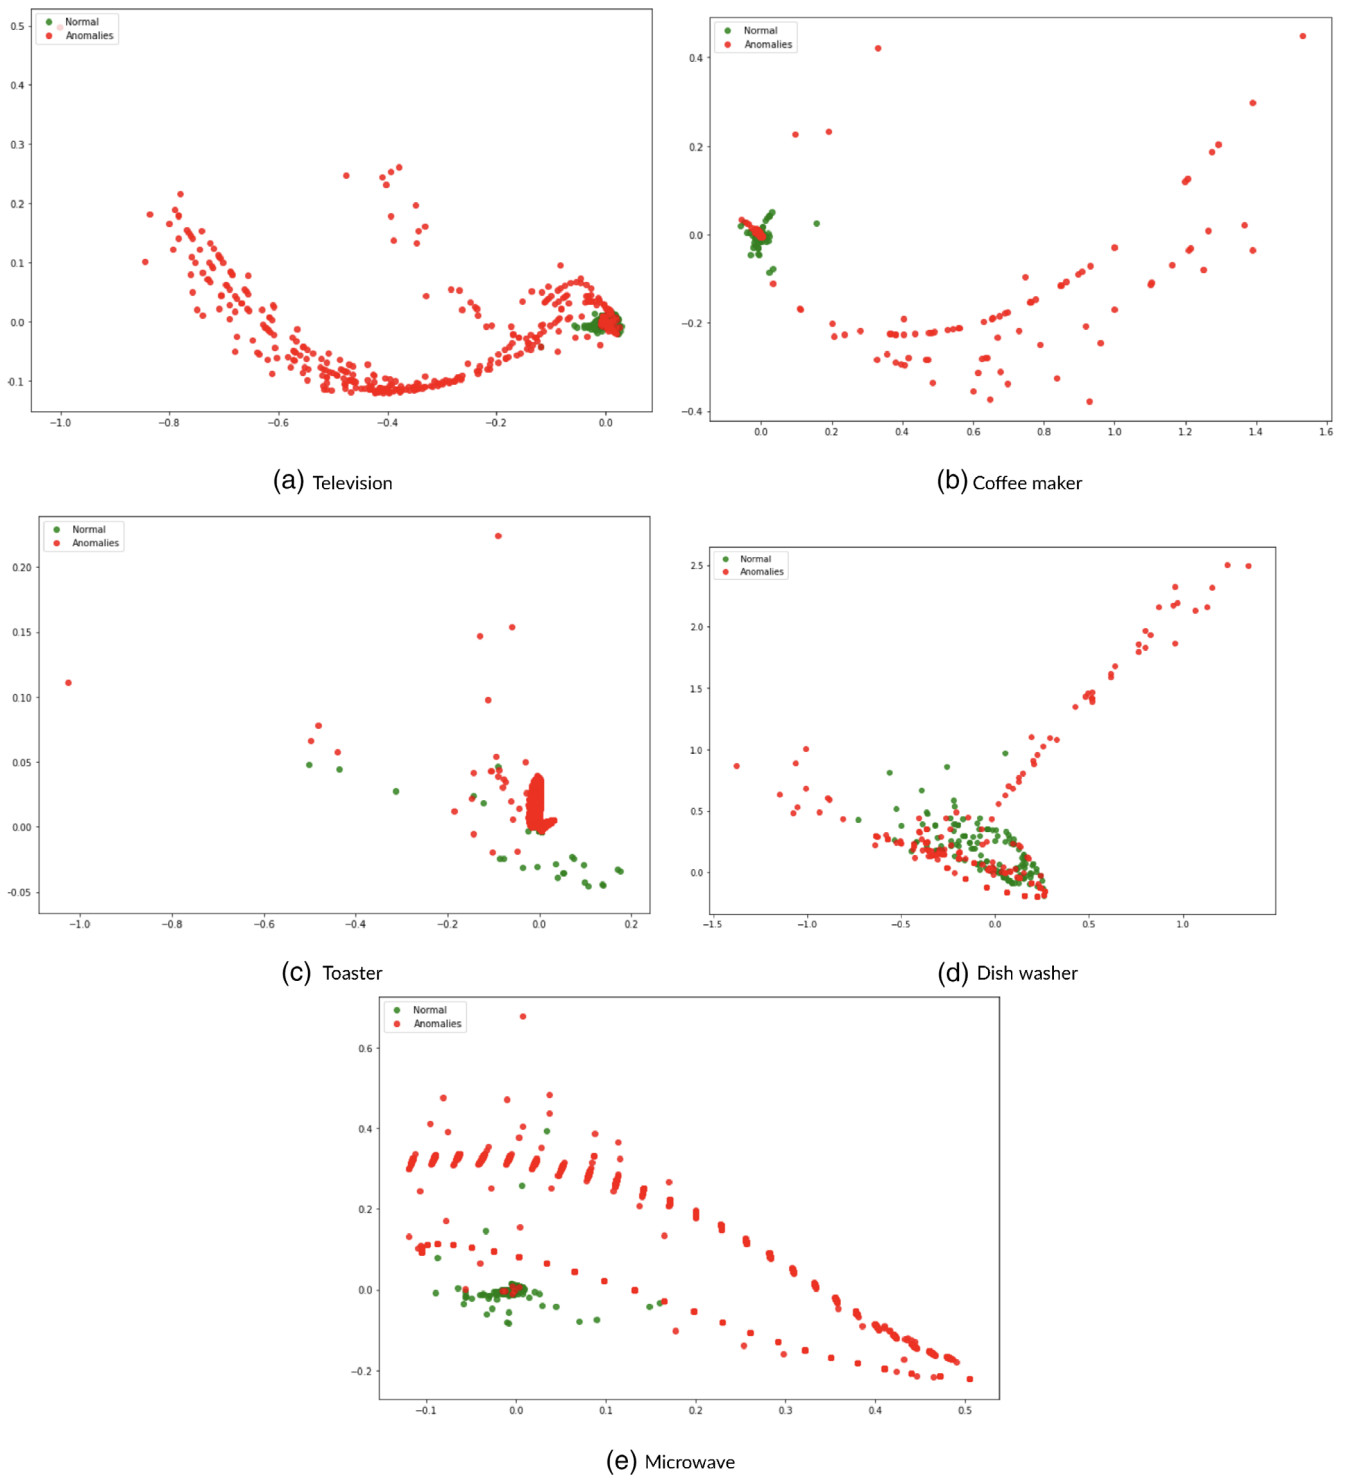 Normal
Anomalies
0.5
0.4
0.3
0.2
0.1
0.0
-0.1
−1.0 −0.8 −0.6 −0.4 −0.2 0.0
(a) Television
Normal
Anomalies
0.4
0.2
0.0
−0.2
−0.4
0.0 0.2 0.4 0.6 0.8 1.0 1.2 1.4 1.6
(b) Coffee maker
Normal
Anomalies
0.20
0.15
0.10
0.05
0.00
-0.05
−1.0 −0.8 −0.6 −0.4 −0.2 0.0 0.2
(c) Toaster
Normal
Anomalies
2.5
2.0
1.5
1.0
0.5
0.0
−1.5 −1.0 −0.5 0.0 0.5 1.0
(d) Dish washer
Normal
Anomalies
0.6
0.4
0.2
0.0
−0.2
−0.1 0.0 0.1 0.2 0.3 0.4 0.5
(e) Microwave